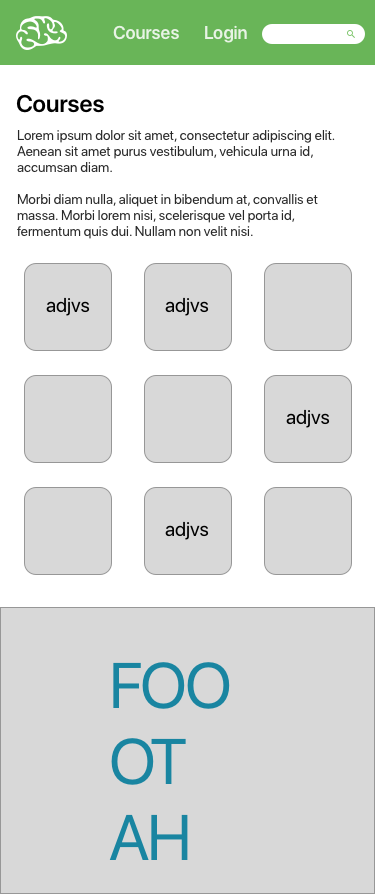 Courses Login
Courses
Lorem ipsum dolor sit amet, consectetur adipiscing elit.
Aenean sit amet purus vestibulum, vehicula urna id,
accumsan diam.
Morbi diam nulla, aliquet in bibendum at, convallis et
massa. Morbi lorem nisi, scelerisque vel porta id,
fermentum quis dui. Nullam non velit nisi.
adjvs adjvs
adjvs
adjvs
FOO
OT
AH